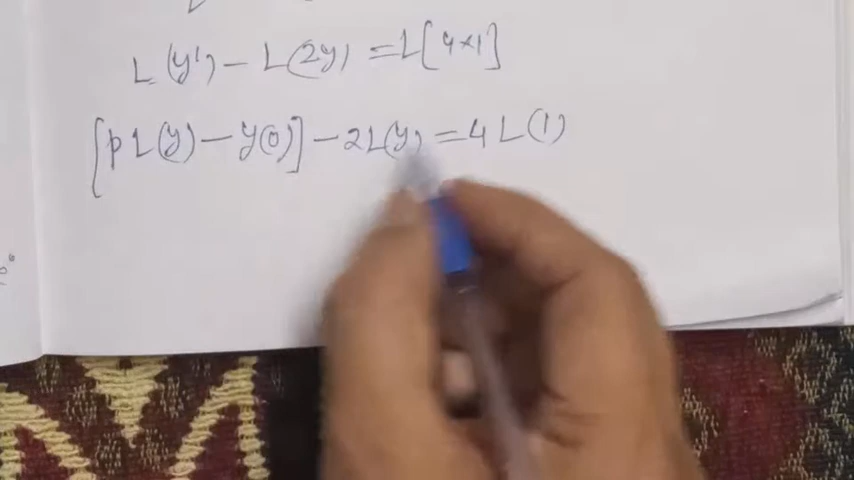 L(y') - L(2y) = L[4×1]
[pL(y) - y(0)] - 2L(y) = 4L(1)